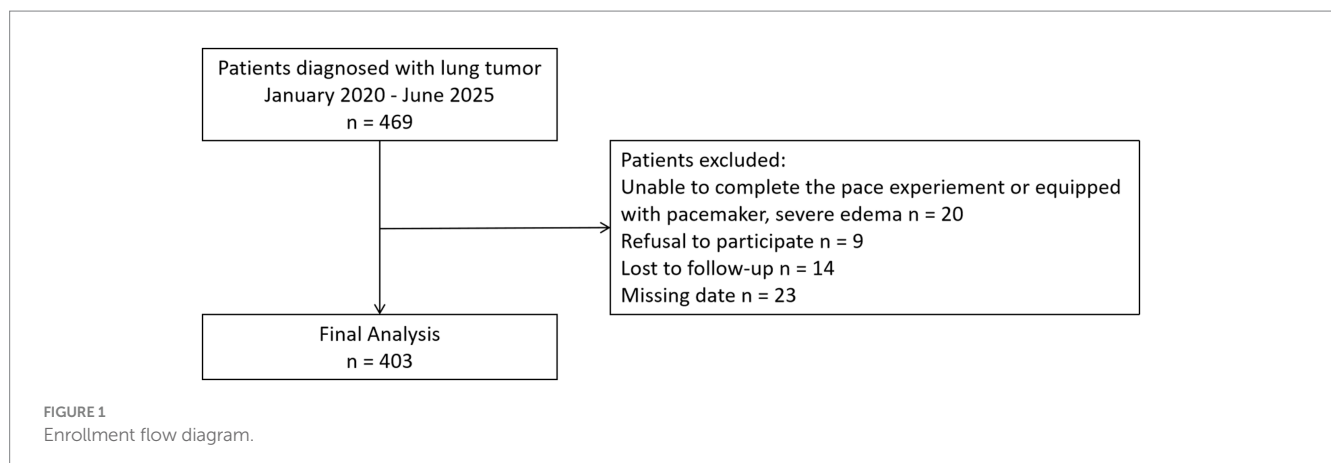 Patients diagnosed with lung tumor
January 2020 - June 2025
n = 469
Patients excluded:
Unable to complete the pace experiement or equipped
with pacemaker, severe edema n = 20
Refusal to participate n = 9
Lost to follow-up n = 14
Missing date n = 23
Final Analysis
n = 403
FIGURE 1
Enrollment flow diagram.